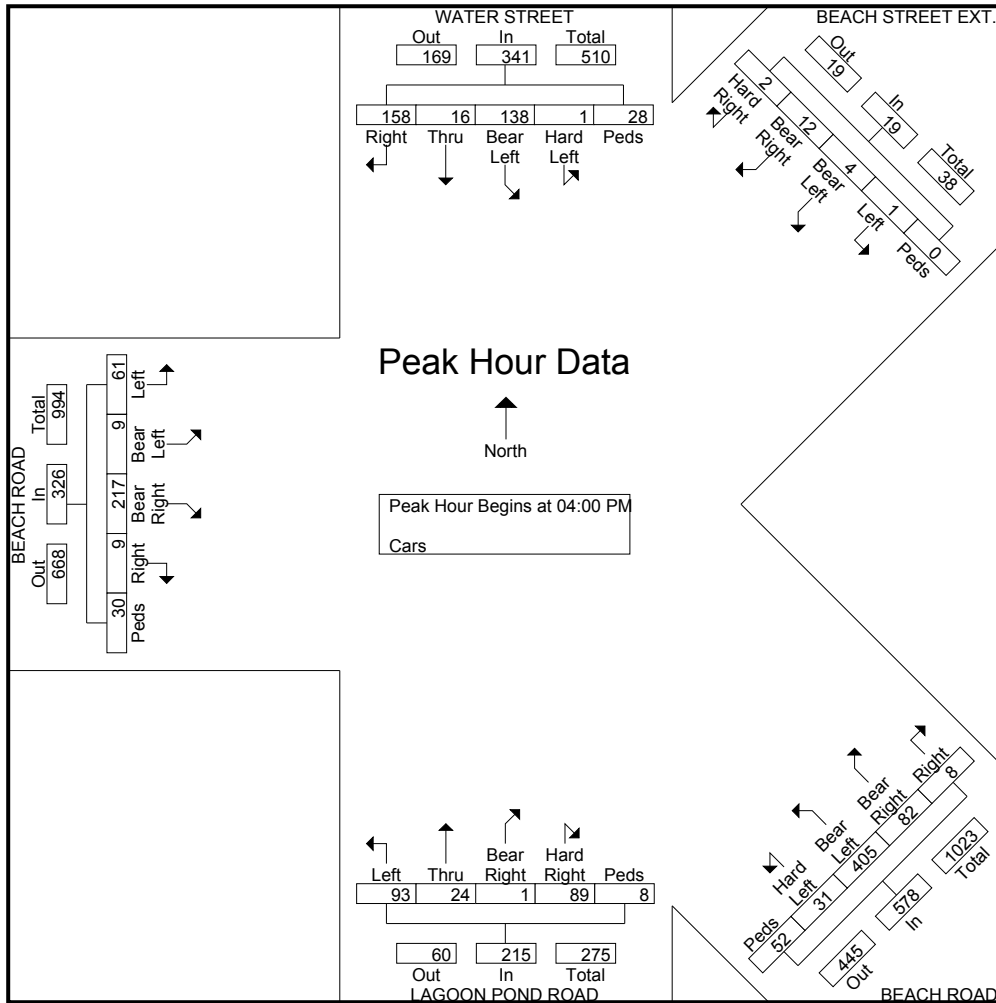 WATER STREET
Out In Total
169 341 510
158 16 138 1 28
Right Thru Bear Left Hard Left Peds
BEACH STREET EXT.
Out
19
In
19
Total
38
2 12 4 1 0
Hard Right
Bear Right
Bear Left
Left
Peds
BEACH ROAD
Total
994
In
326
Out
668
61 9 217 9 30
Left
Bear Left
Bear Right
Right
Peds
Peak Hour Data
North
Peak Hour Begins at 04:00 PM
Cars
Left Thru Bear Right Hard Right Peds
93 24 1 89 8
60 215 275
Out In Total
LAGOON POND ROAD
Right
Bear Right
Bear Left
Hard Left
Peds
8 82 405 31 52
1023
Total
578
In
445
Out
BEACH ROAD